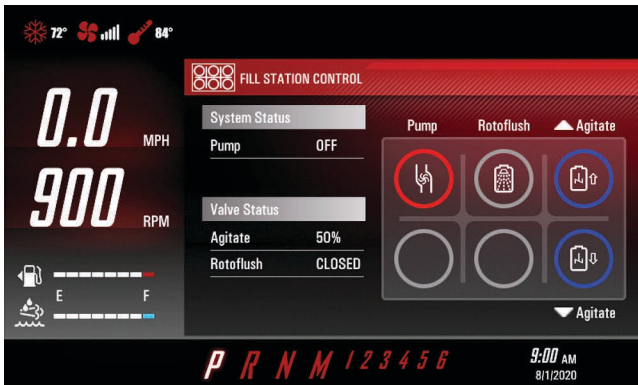 72° 84°
FILL STATION CONTROL
0.0 MPH
900 RPM
E F
System Status
Pump OFF
Valve Status
Agitate 50%
Rotoflush CLOSED
Pump Rotoflush Agitate
Agitate
P R N M 1 2 3 4 5 6
9:00 AM
8/1/2020